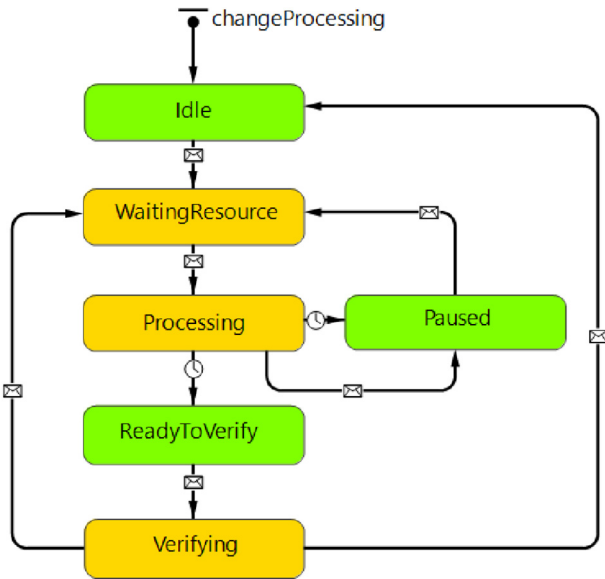 changeProcessing
Idle
WaitingResource
Processing
Paused
ReadyToVerify
Verifying